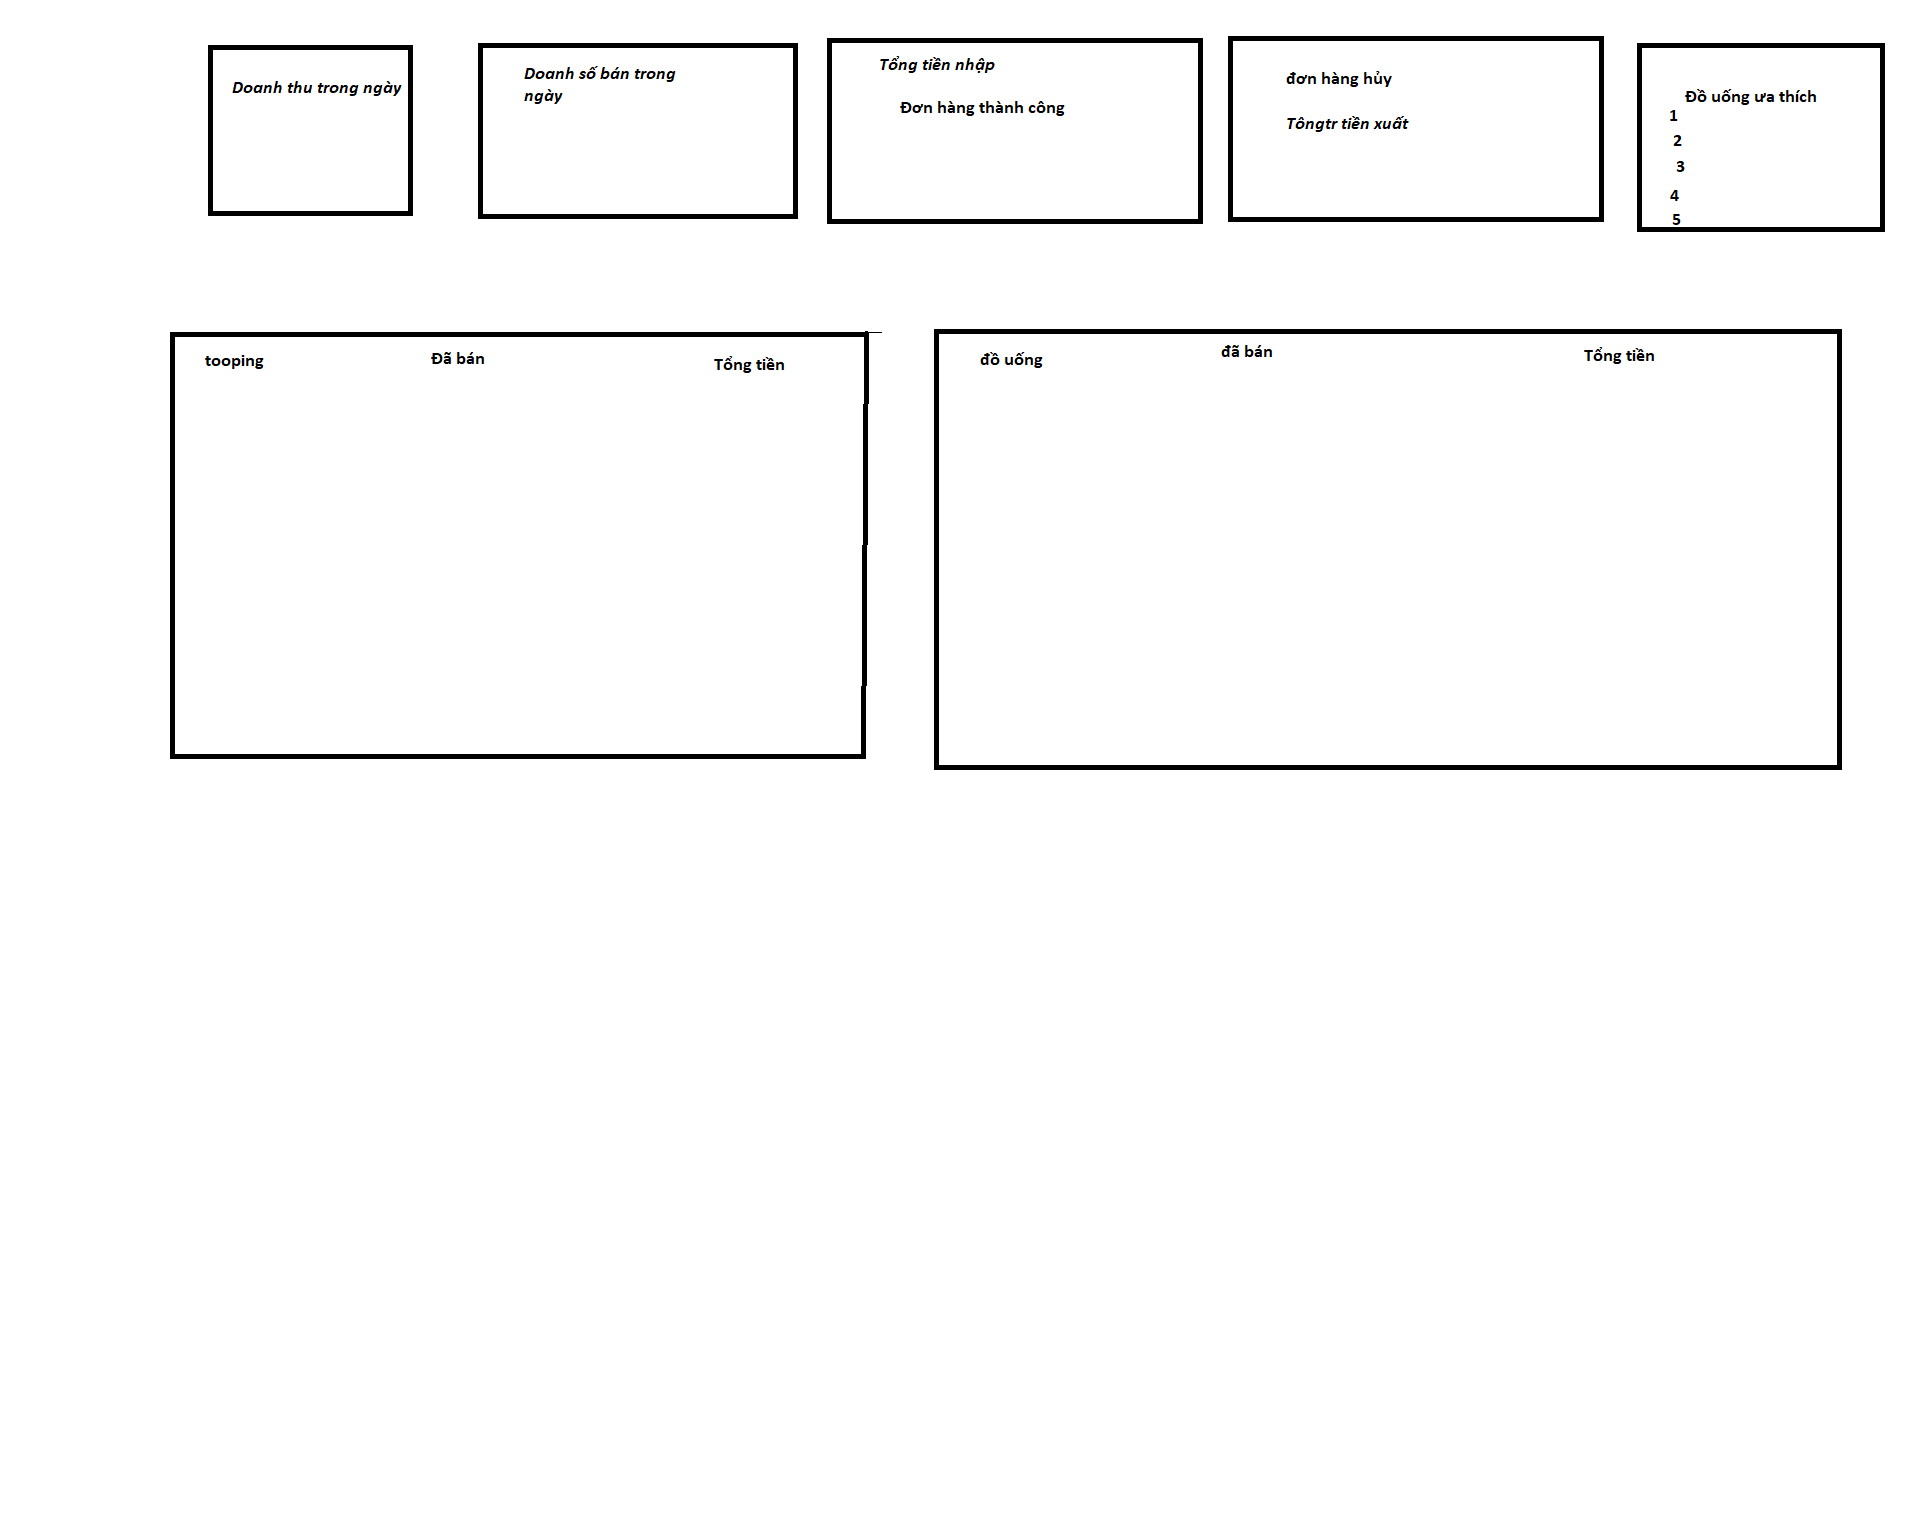 Doanh thu trong ngày
Doanh số bán trong
ngày
Tổng tiền nhập
Đơn hàng thành công
đơn hàng hủy
Tôngtr tiền xuất
Đồ uống ưa thích
1
2
3
4
5
tooping
Đã bán
Tổng tiền
đồ uống
đã bán
Tổng tiền